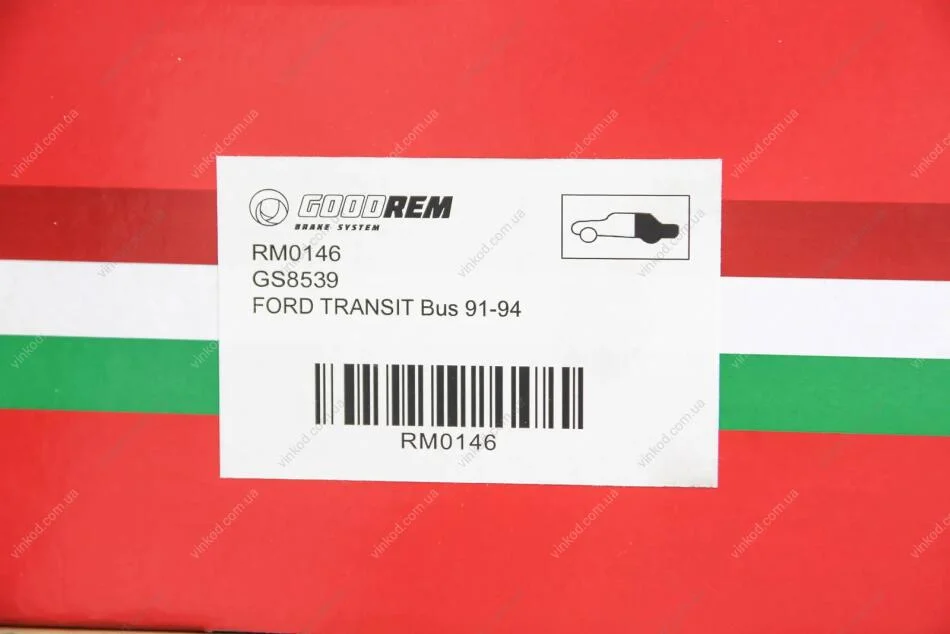 GOODREM
BRAKE SYSTEM
RM0146
GS8539
FORD TRANSIT Bus 91-94
RM0146
vinkod.com.ua